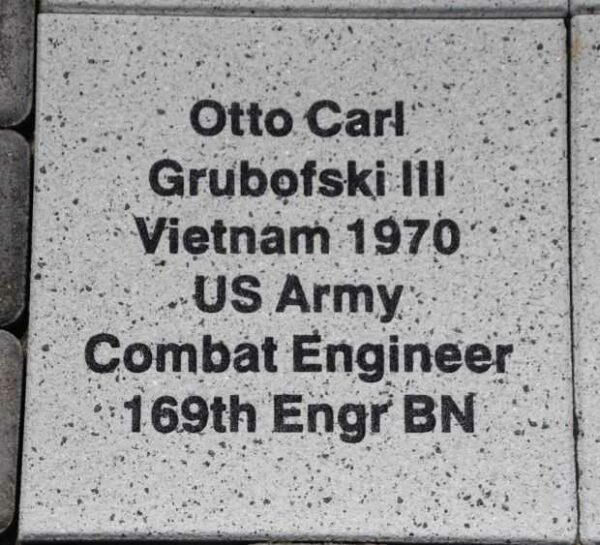 Otto Carl
Grubofski III
Vietnam 1970
US Army
Combat Engineer
169th Engr BN